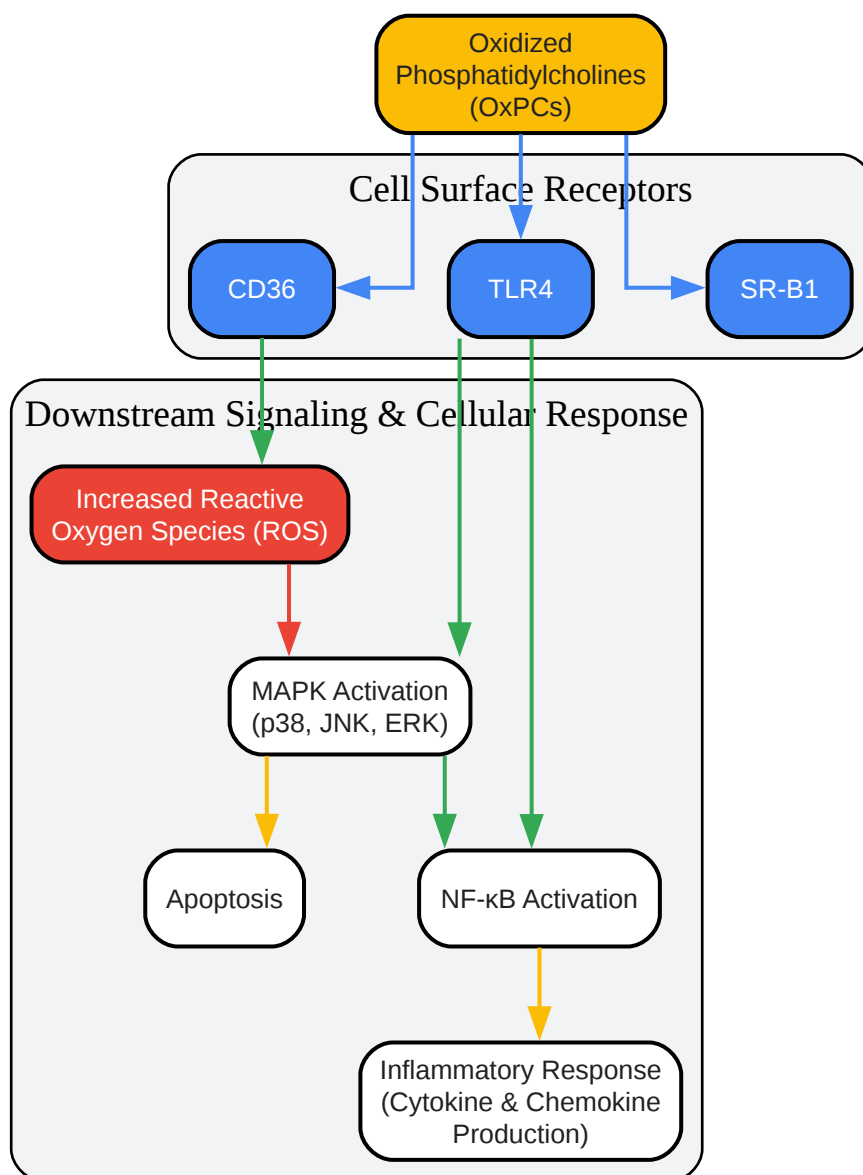 Oxidized
Phosphatidylcholines
(OxPCs)
Cell Surface Receptors
CD36
TLR4
SR-B1
Downstream Signaling & Cellular Response
Increased Reactive
Oxygen Species (ROS)
MAPK Activation
(p38, JNK, ERK)
Apoptosis
NF-κB Activation
Inflammatory Response
(Cytokine & Chemokine
Production)